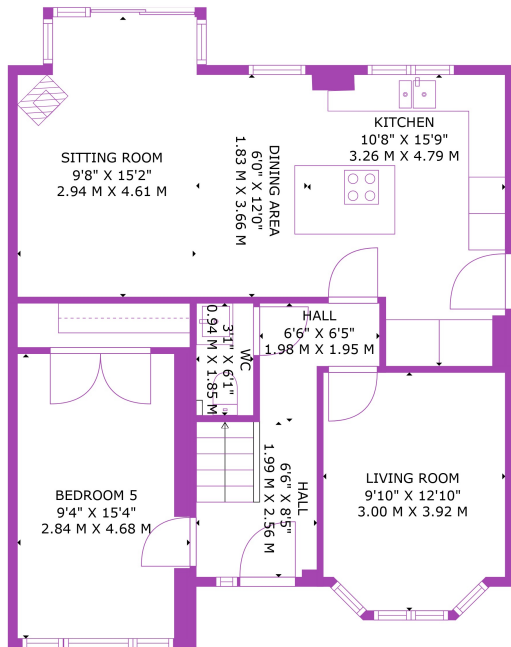 KITCHEN
10'8" X 15'9"
3.26 M X 4.79 M
SITTING ROOM
9'8" X 15'2"
2.94 M X 4.61 M
DINING AREA
6'0" X 12'0"
1.83 M X 3.66 M
HALL
6'6" X 6'5"
1.98 M X 1.95 M
WC
3'1" X 6'1"
0.94 M X 1.85 M
HALL
6'6" X 8'5"
1.99 M X 2.56 M
LIVING ROOM
9'10" X 12'10"
3.00 M X 3.92 M
BEDROOM 5
9'4" X 15'4"
2.84 M X 4.68 M